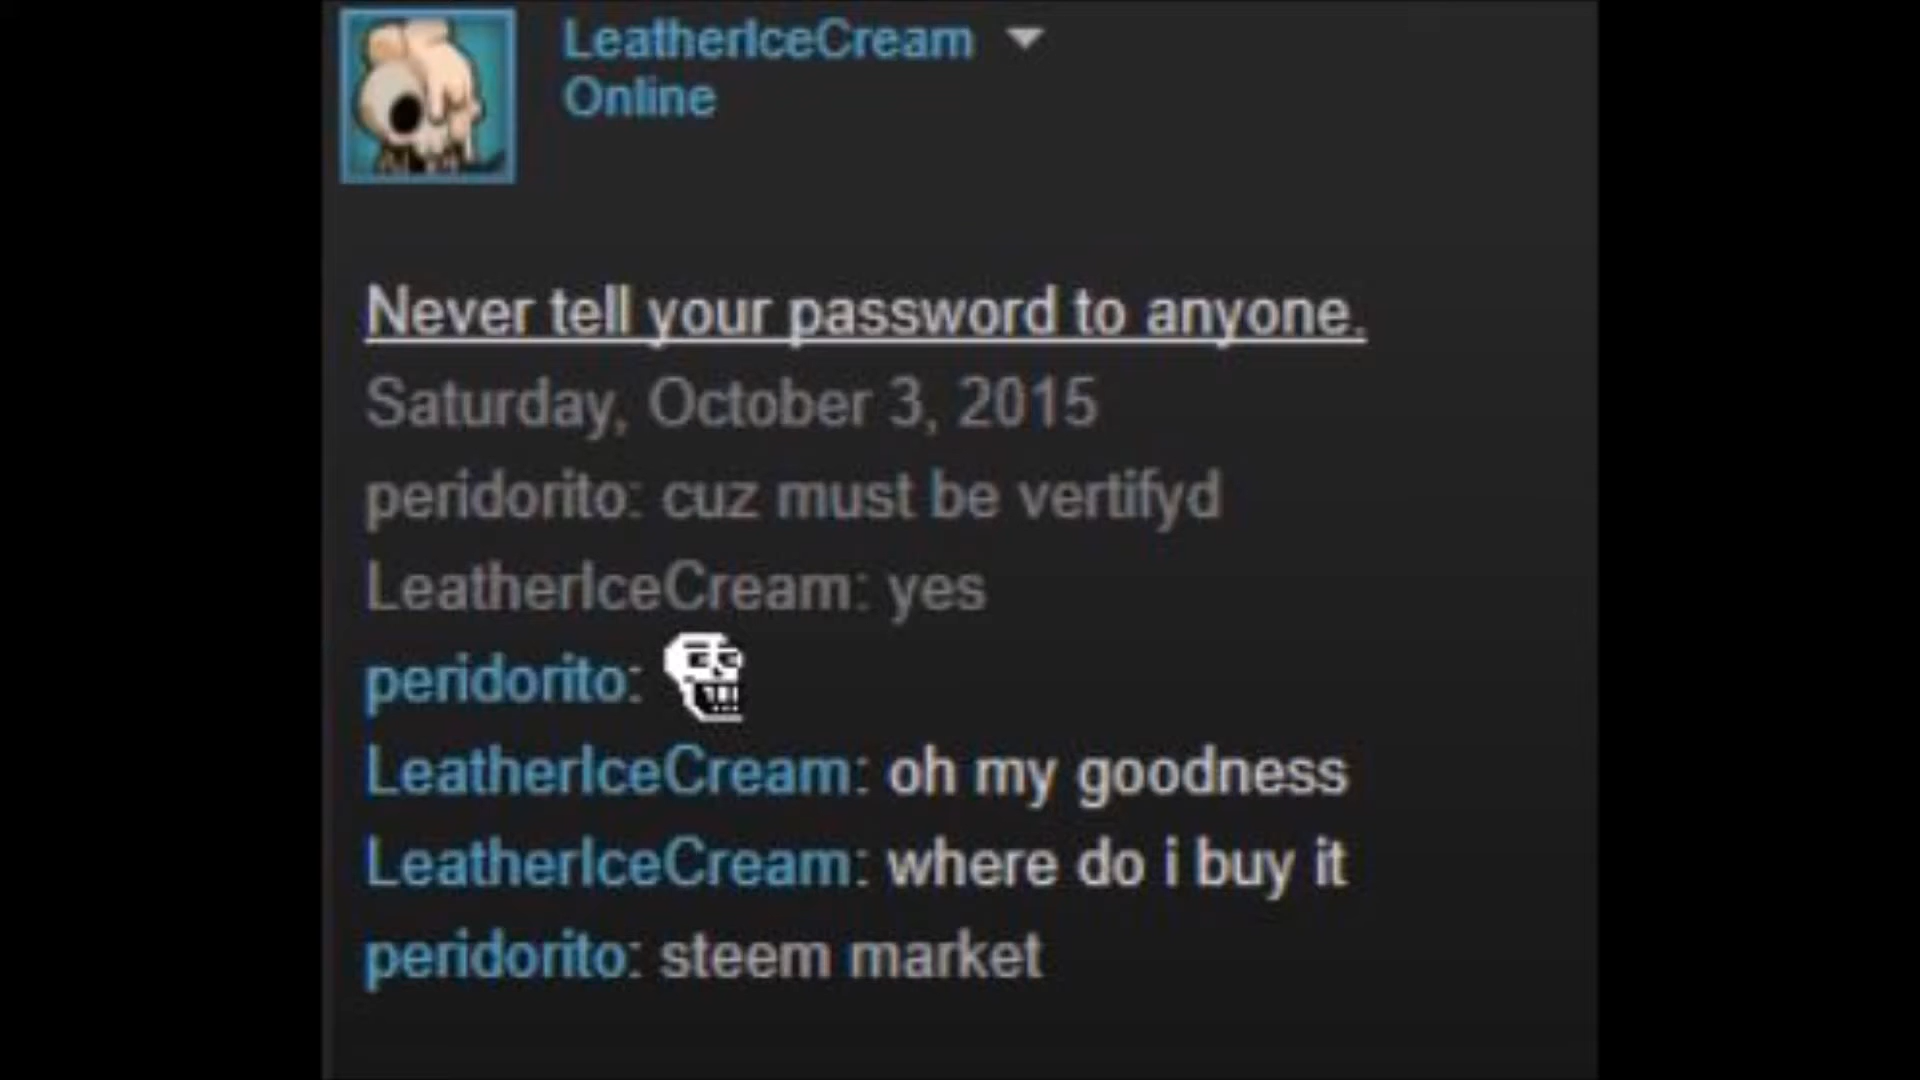 LeatherIceCream
Online
Never tell your password to anyone.
Saturday, October 3, 2015
peridorito: cuz must be vertifyd
LeatherIceCream: yes
peridorito:
LeatherIceCream: oh my goodness
LeatherIceCream: where do i buy it
peridorito: steem market